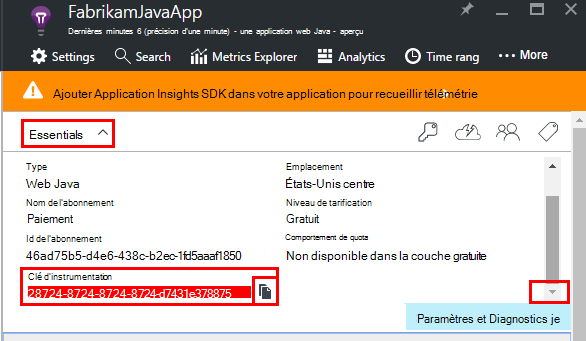 FabrikamJavaApp
Dernières minutes 6 (précision d'une minute) - une application web Java - aperçu
Settings Search Metrics Explorer Analytics Time rang ••• More
Ajouter Application Insights SDK dans votre application pour recueillir télémétrie
Essentials
Type Emplacement
Web Java États-Unis centre
Nom de l'abonnement Niveau de tarification
Paiement Gratuit
Id de l'abonnement Comportement de quota
46ad75b5-d4e6-438c-b2ec-1fd5aaaf1850 Non disponible dans la couche gratuite
Clé d'instrumentation
28724-8724-8724-8724-d7431e378875
Paramètres et Diagnostics je